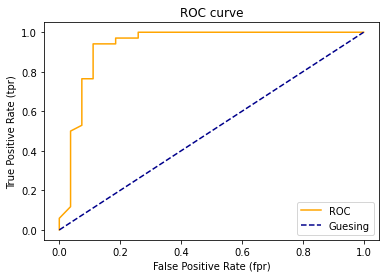 ROC curve
True Positive Rate (tpr)
1.0
0.8
0.6
0.4
0.2
0.0
ROC
Guesing
0.0 0.2 0.4 0.6 0.8 1.0
False Positive Rate (fpr)